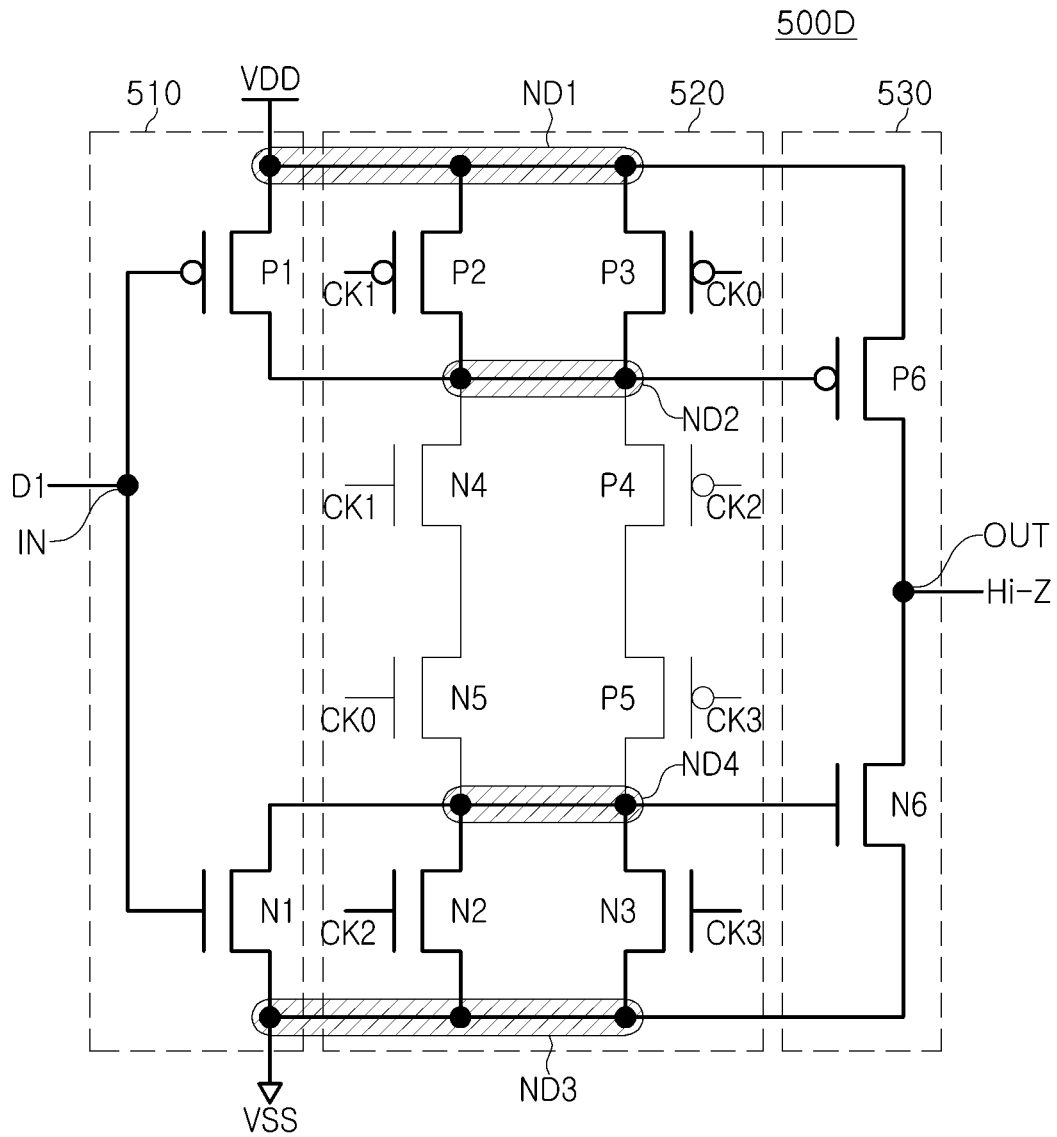 500D
510
VDD
ND1
520
530
P1
CK1
P2
P3
CK0
P6
ND2
D1
IN
CK1
N4
P4
CK2
OUT
Hi-Z
CK0
N5
P5
CK3
ND4
N6
N1
CK2
N2
N3
CK3
VSS
ND3